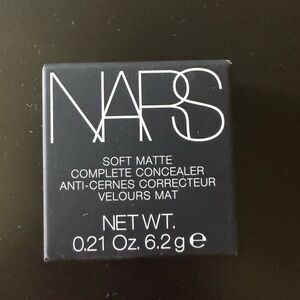 NARS
SOFT MATTE
COMPLETE CONCEALER
ANTI-CERNES CORRECTEUR
VELOURS MAT
NET WT.
0.21 Oz. 6.2 g ℮